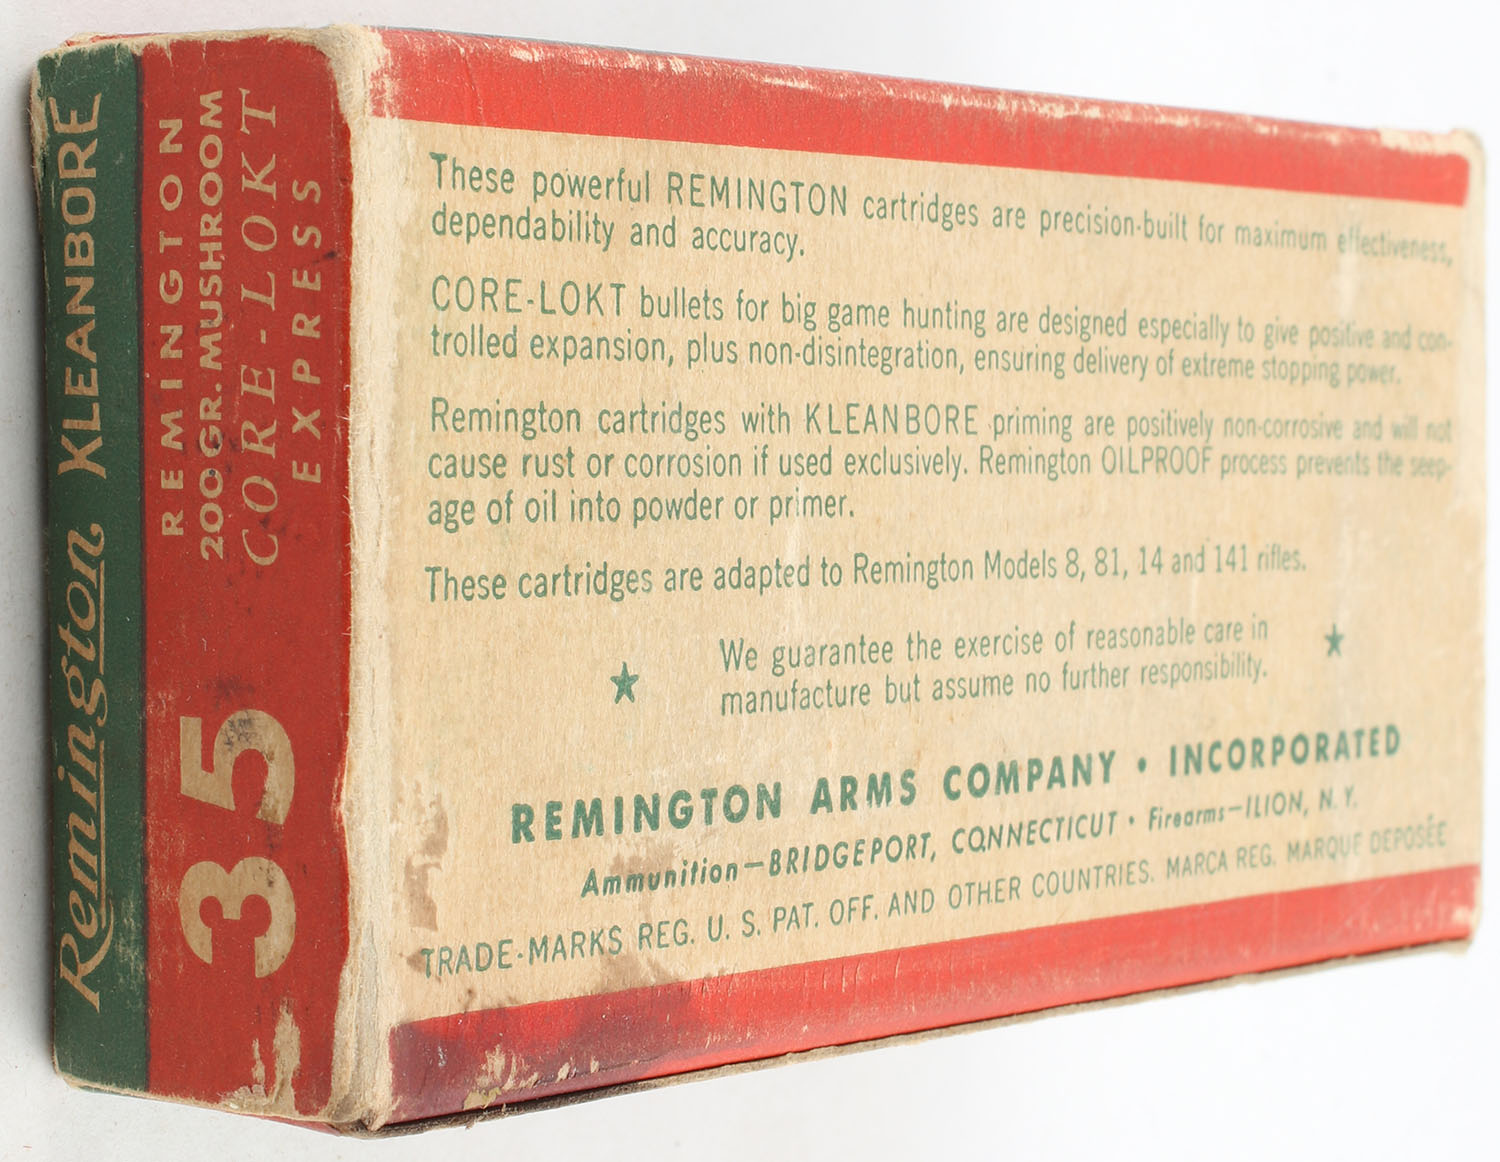 Remington KLEANBORE
REMINGTON
200 GR. MUSHROOM
CORE-LOKT
EXPRESS
35
These powerful REMINGTON cartridges are precision-built for maximum effectiveness,
dependability and accuracy.
CORE-LOKT bullets for big game hunting are designed especially to give positive and con-
trolled expansion, plus non-disintegration, ensuring delivery of extreme stopping power.
Remington cartridges with KLEANBORE priming are positively non-corrosive and will not
cause rust or corrosion if used exclusively. Remington OILPROOF process prevents the seep-
age of oil into powder or primer.
These cartridges are adapted to Remington Models 8, 81, 14 and 141 rifles.
We guarantee the exercise of reasonable care in
manufacture but assume no further responsibility.
REMINGTON ARMS COMPANY • INCORPORATED
Ammunition—BRIDGEPORT, CONNECTICUT • Firearms—ILION, N. Y.
TRADE-MARKS REG. U. S. PAT. OFF. AND OTHER COUNTRIES. MARCA REG. MARQUE DEPOSÉE